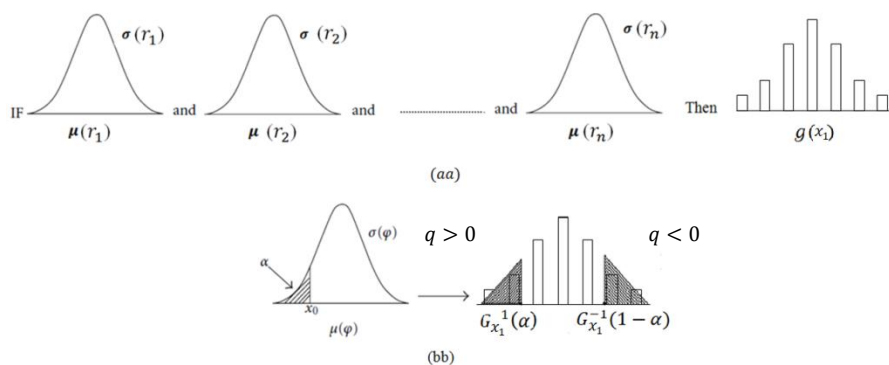 σ(r₁) σ (r₂) σ(rₙ)
IF and and and Then
μ(r₁) μ (r₂) μ(rₙ) g(x₁)
(aa)
q > 0 q < 0
σ(φ)
α
x₀ G_{x₁}^{1}(α) G_{x₁}^{-1}(1 − α)
μ(φ)
(bb)